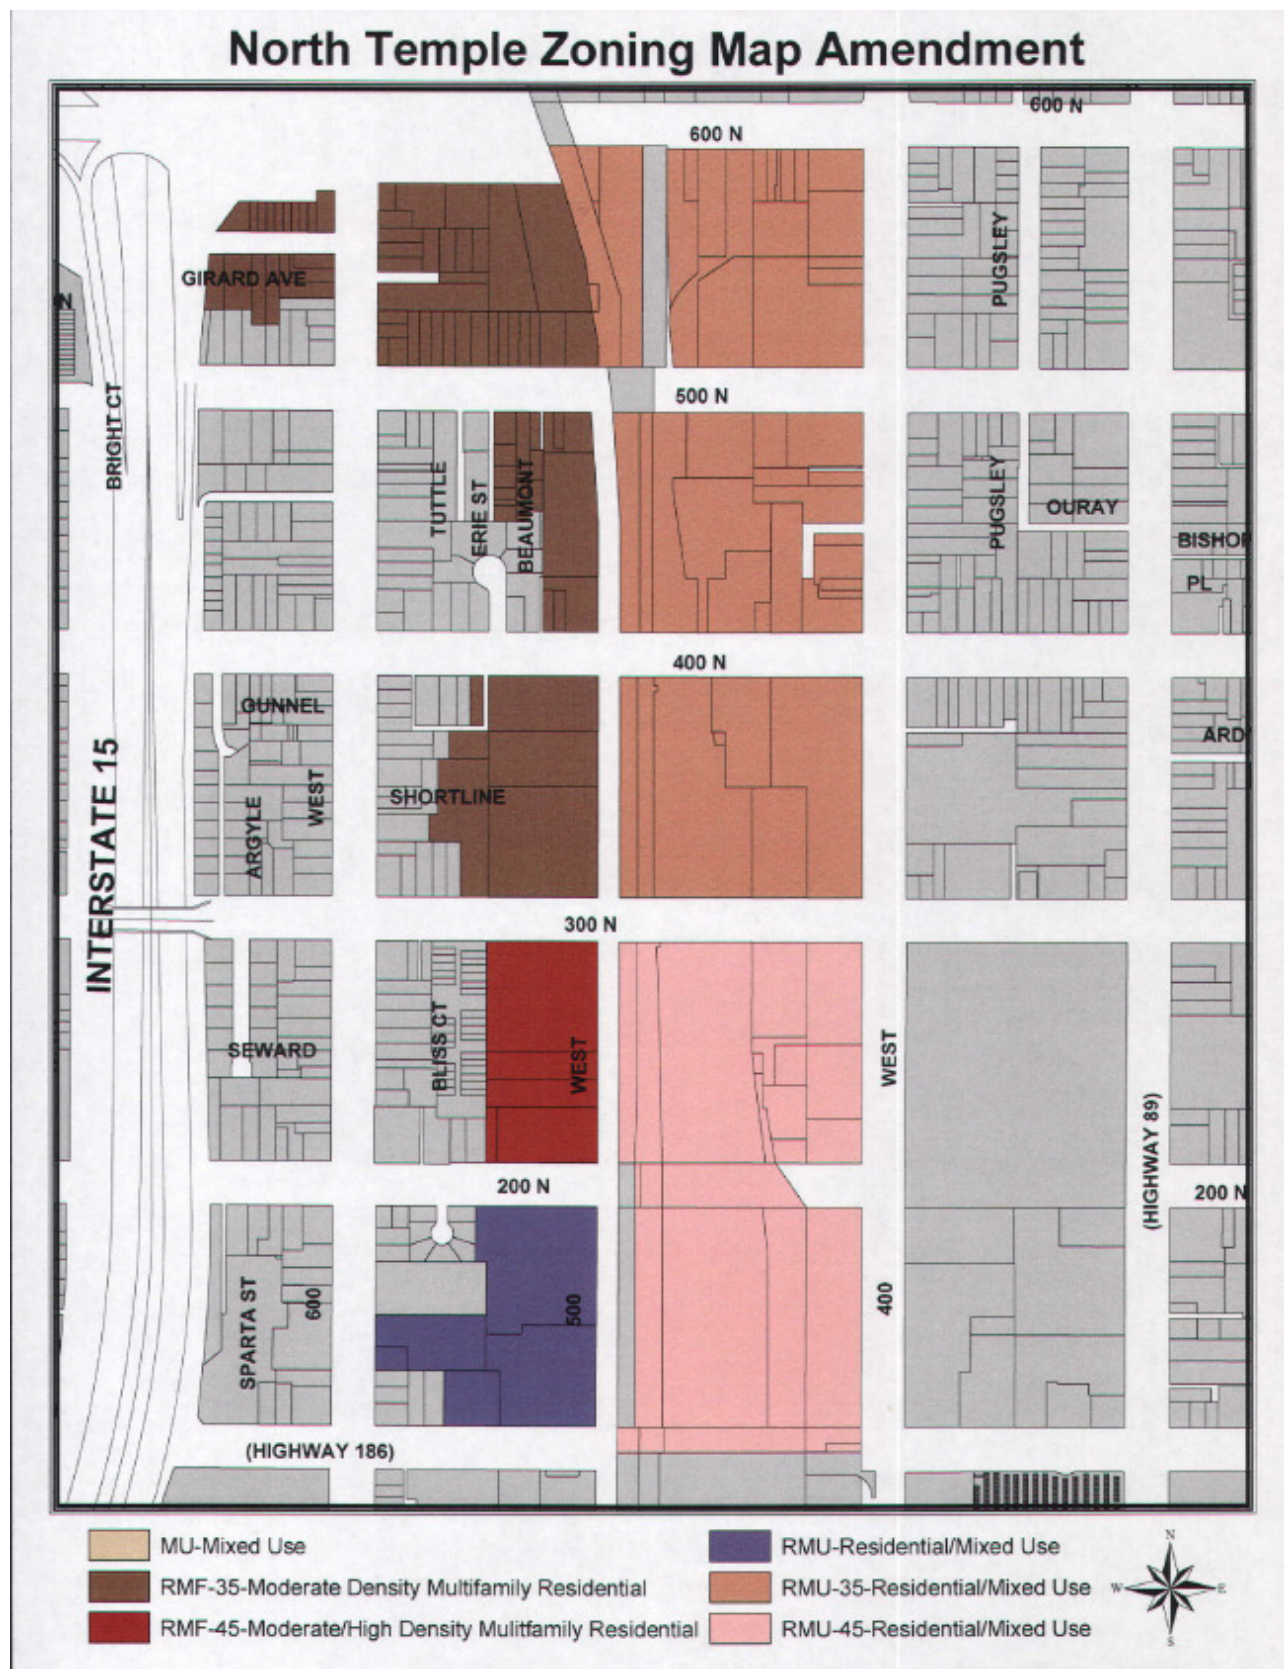 North Temple Zoning Map Amendment
600 N
600 N
PUGSLEY
GIRARD AVE
N
BRIGHT CT
500 N
TUTTLE
ERIE ST
BEAUMONT
PUGSLEY
OURAY
BISHOP
PL
400 N
GUNNEL
ARD
INTERSTATE 15
ARGYLE
WEST
SHORTLINE
300 N
SEWARD
BLISS CT
WEST
WEST
(HIGHWAY 89)
200 N
200 N
SPARTA ST
600
500
400
(HIGHWAY 186)
MU-Mixed Use
RMF-35-Moderate Density Multifamily Residential
RMF-45-Moderate/High Density Mulitfamily Residential
RMU-Residential/Mixed Use
RMU-35-Residential/Mixed Use
RMU-45-Residential/Mixed Use
N
W
E
S